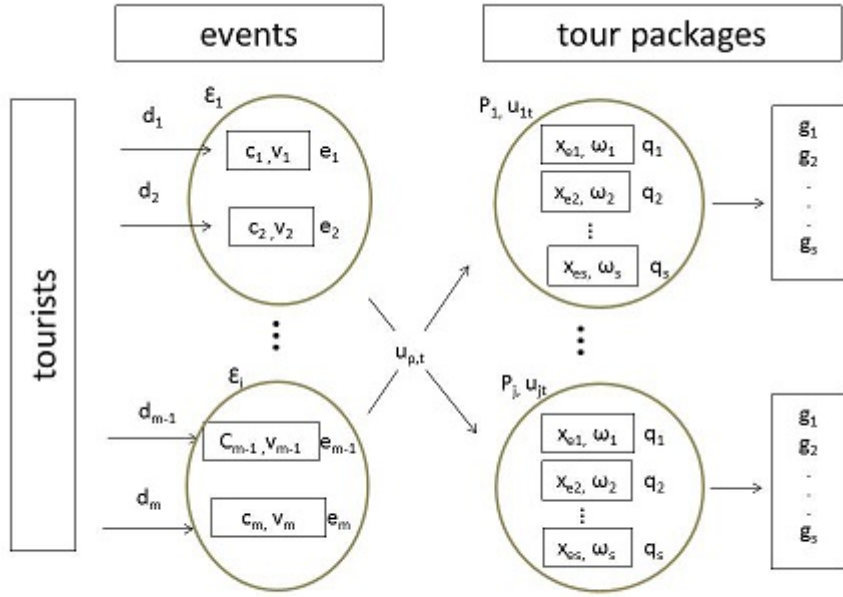 events
tour packages
tourists
ε₁
d₁
c₁,v₁ e₁
d₂
c₂,v₂ e₂
εᵢ
dₘ₋₁
Cₘ₋₁,vₘ₋₁ eₘ₋₁
dₘ
cₘ,vₘ eₘ
uₚ,ₜ
P₁, u₁ₜ
xₑ₁, ω₁ q₁
xₑ₂, ω₂ q₂
xₑₛ, ωₛ qₛ
g₁
g₂
.
.
.
gₛ
Pⱼ, uⱼₜ
xₑ₁, ω₁ q₁
xₑ₂, ω₂ q₂
xₑₛ, ωₛ qₛ
g₁
g₂
.
.
.
gₛ